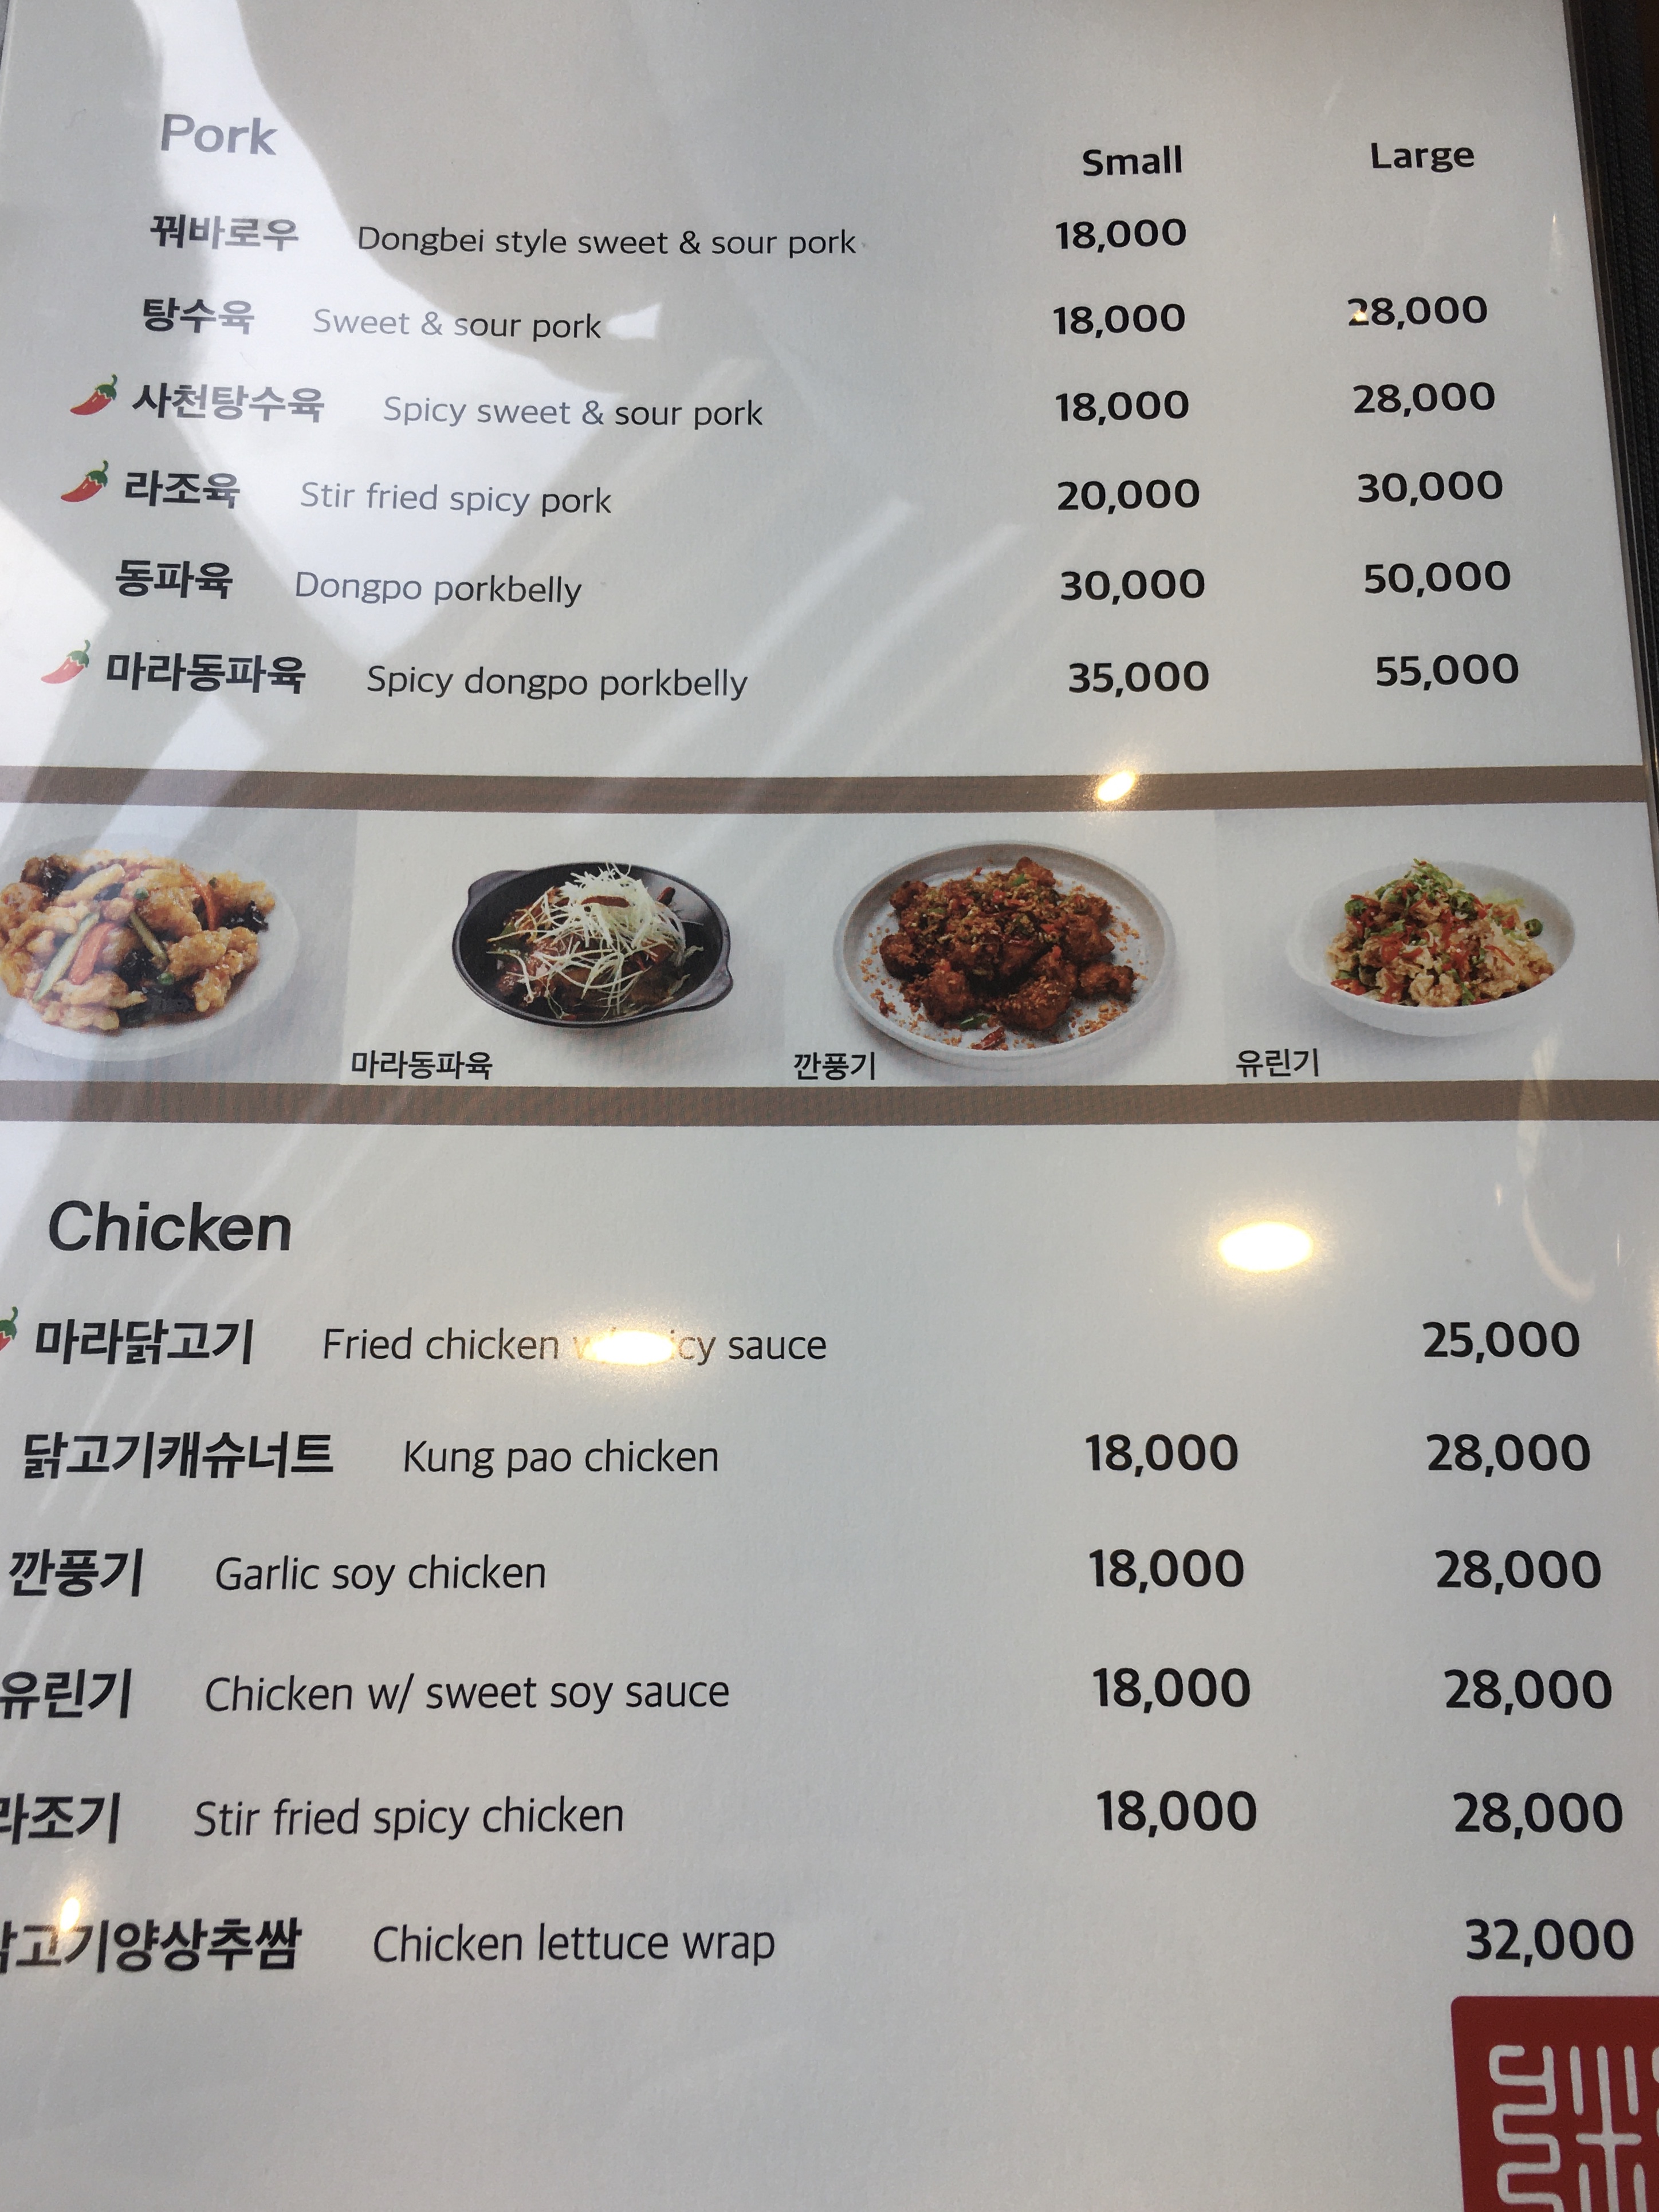 Pork
Small Large
꿔바로우 Dongbei style sweet & sour pork 18,000
탕수육 Sweet & sour pork 18,000 28,000
사천탕수육 Spicy sweet & sour pork 18,000 28,000
라조육 Stir fried spicy pork 20,000 30,000
동파육 Dongpo porkbelly 30,000 50,000
마라동파육 Spicy dongpo porkbelly 35,000 55,000
마라동파육 깐풍기 유린기
Chicken
마라닭고기 Fried chicken sauce 25,000
닭고기캐슈너트 Kung pao chicken 18,000 28,000
깐풍기 Garlic soy chicken 18,000 28,000
유린기 Chicken w/ sweet soy sauce 18,000 28,000
라조기 Stir fried spicy chicken 18,000 28,000
Chicken lettuce wrap 32,000